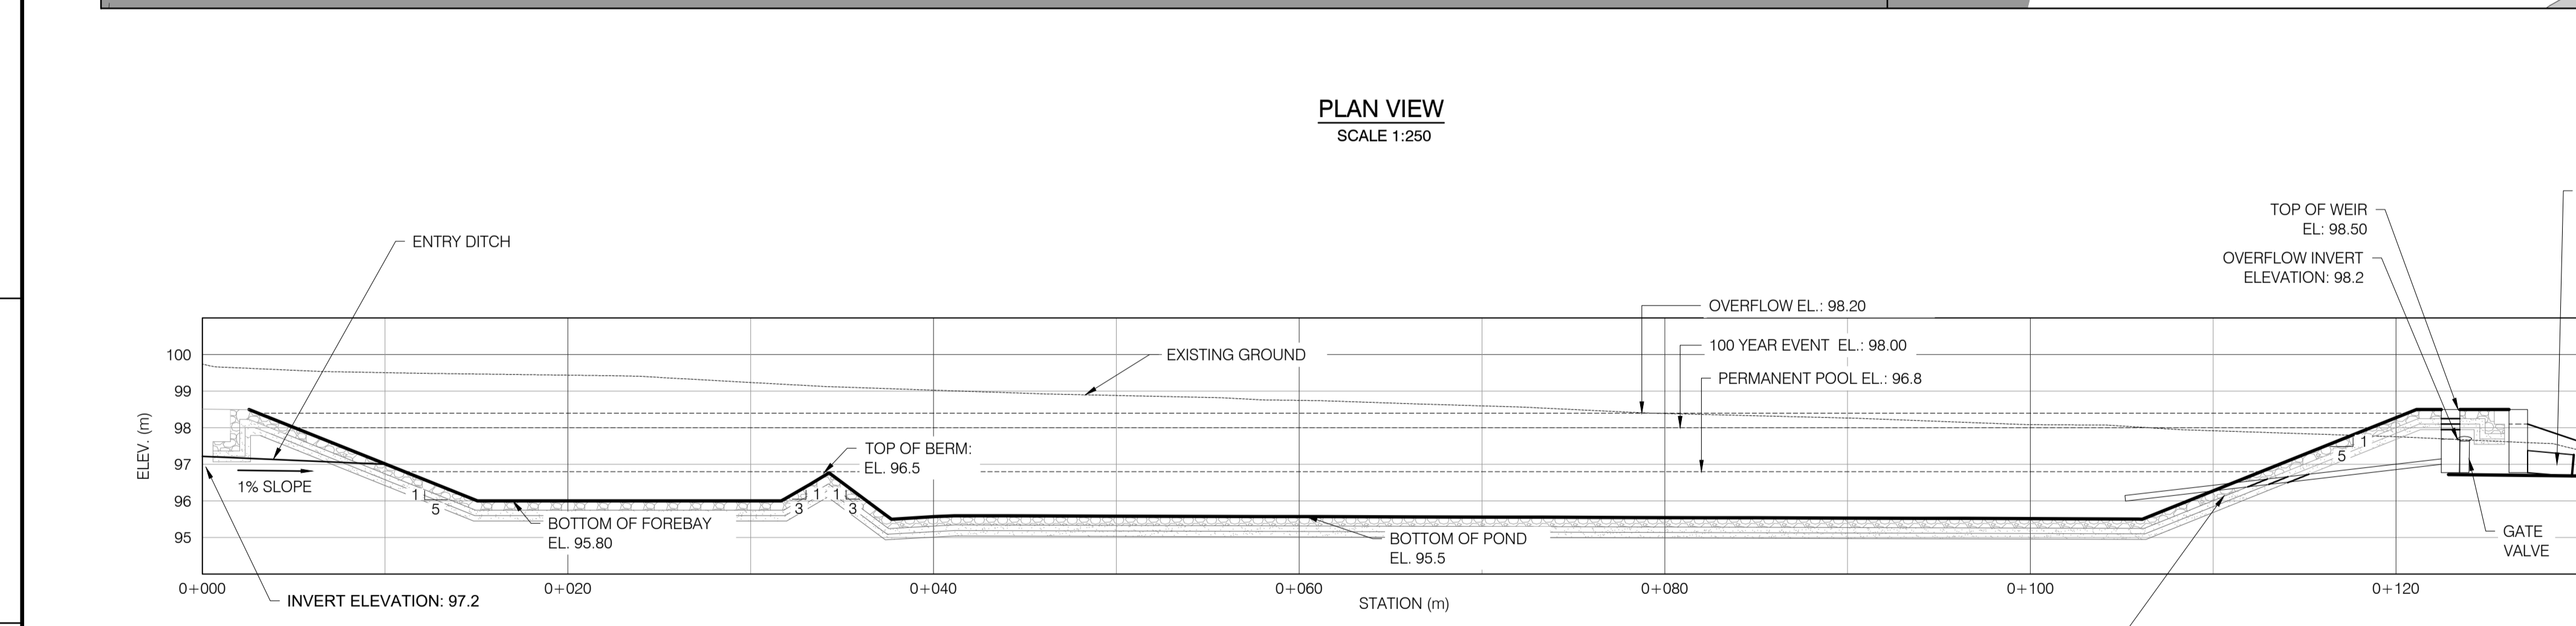 PLAN VIEW
SCALE 1:250
ENTRY DITCH
TOP OF WEIR
EL: 98.50
OVERFLOW INVERT
ELEVATION: 98.2
OVERFLOW EL.: 98.20
100 YEAR EVENT EL.: 98.00
EXISTING GROUND
PERMANENT POOL EL.: 96.8
100
99
98
97
96
95
ELEV. (m)
TOP OF BERM:
EL. 96.5
1% SLOPE
1
5
1
3
1
3
1
5
BOTTOM OF FOREBAY
EL. 95.80
BOTTOM OF POND
EL. 95.5
GATE
VALVE
0+000
0+020
0+040
0+060
0+080
0+100
0+120
INVERT ELEVATION: 97.2
STATION (m)